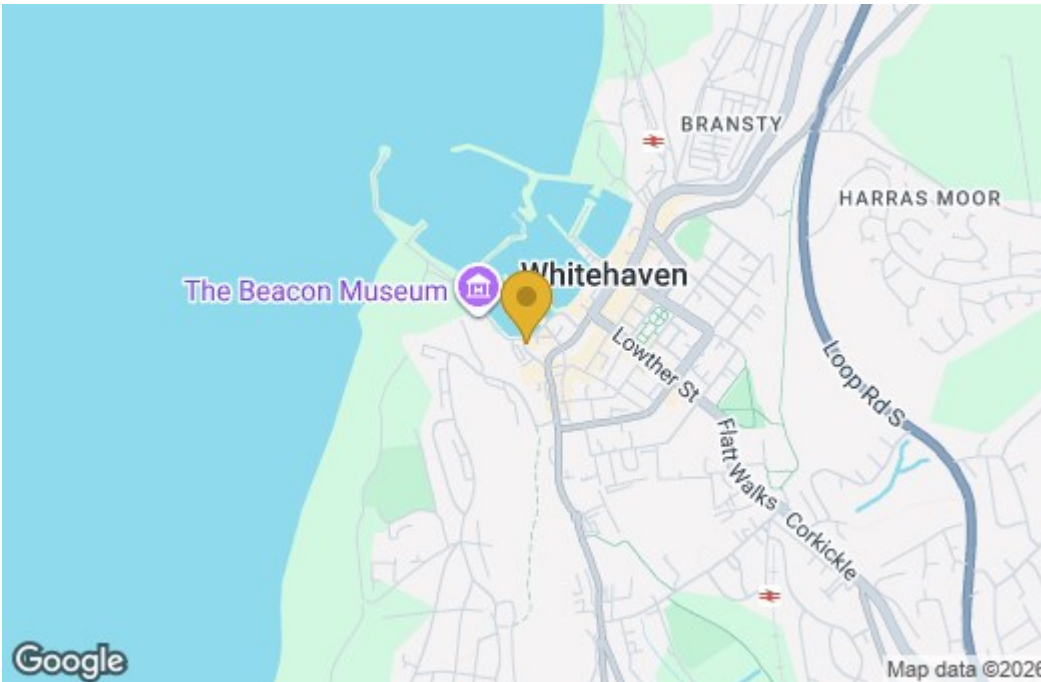 BRANSTY
HARRAS MOOR
Whitehaven
The Beacon Museum
Lowther St
Loop Rd S
Flatt Walks
Corkickle
Google
Map data ©2026